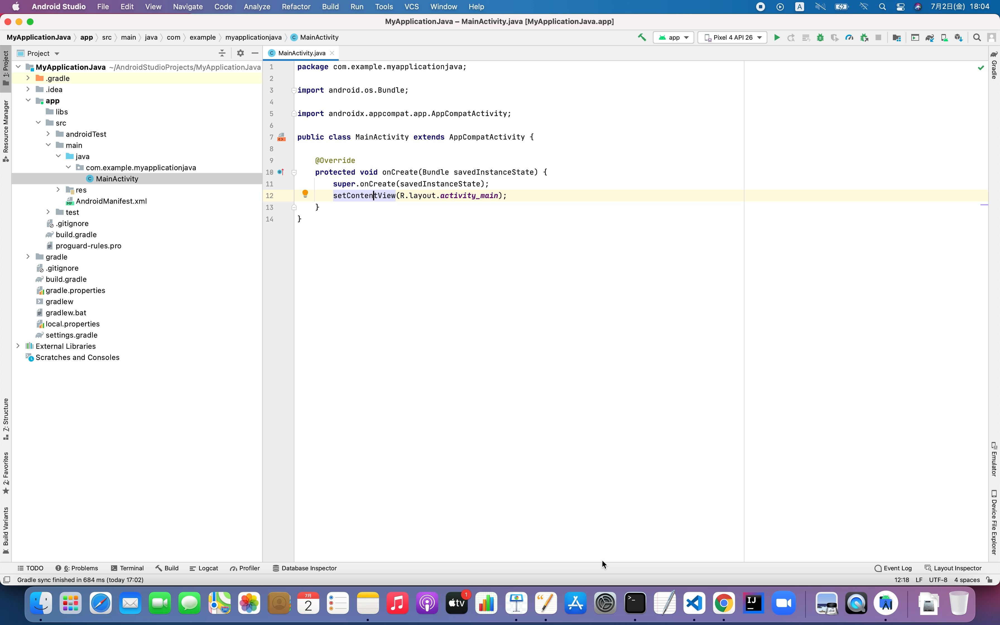 Android Studio File Edit View Navigate Code Analyze Refactor Build Run Tools VCS Window Help A 7月2日(金) 18:04
MyApplicationJava – MainActivity.java [MyApplicationJava.app]
MyApplicationJava app src main java com example myapplicationjava C MainActivity app Pixel 4 API 26
Project
C MainActivity.java
1: Project
Resource Manager
7: Structure
2: Favorites
Build Variants
MyApplicationJava ~/AndroidStudioProjects/MyApplicationJava
.gradle
.idea
app
libs
src
androidTest
main
java
com.example.myapplicationjava
C MainActivity
res
MF AndroidManifest.xml
test
.gitignore
build.gradle
proguard-rules.pro
gradle
.gitignore
build.gradle
gradle.properties
gradlew
gradlew.bat
local.properties
settings.gradle
External Libraries
Scratches and Consoles
1 package com.example.myapplicationjava;
2
3 import android.os.Bundle;
4
5 import androidx.appcompat.app.AppCompatActivity;
6
7 public class MainActivity extends AppCompatActivity {
8
9 @Override
10 protected void onCreate(Bundle savedInstanceState) {
11 super.onCreate(savedInstanceState);
12 setContentView(R.layout.activity_main);
13 }
14 }
Gradle
Emulator
Device File Explorer
TODO 6: Problems Terminal Build Logcat Profiler Database Inspector Event Log Layout Inspector
Gradle sync finished in 684 ms (today 17:02) 12:18 LF UTF-8 4 spaces
280
7月
2
tv
1
>_
IJ